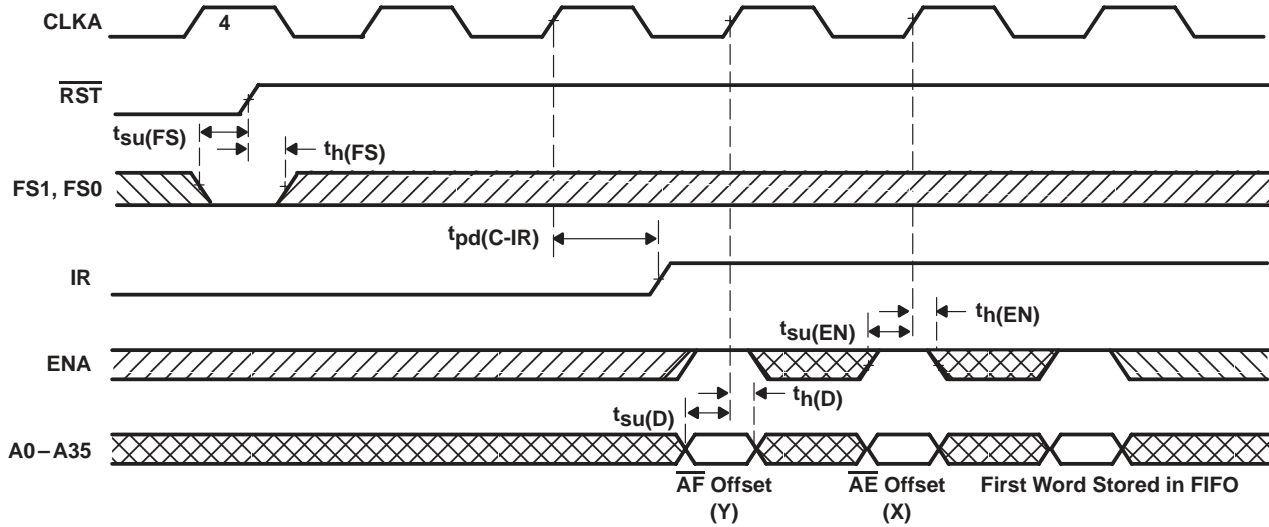 CLKA
4
RST
tsu(FS)
th(FS)
FS1, FS0
tpd(C-IR)
IR
tsu(EN)
th(EN)
ENA
tsu(D)
th(D)
A0–A35
AF Offset
(Y)
AE Offset
(X)
First Word Stored in FIFO